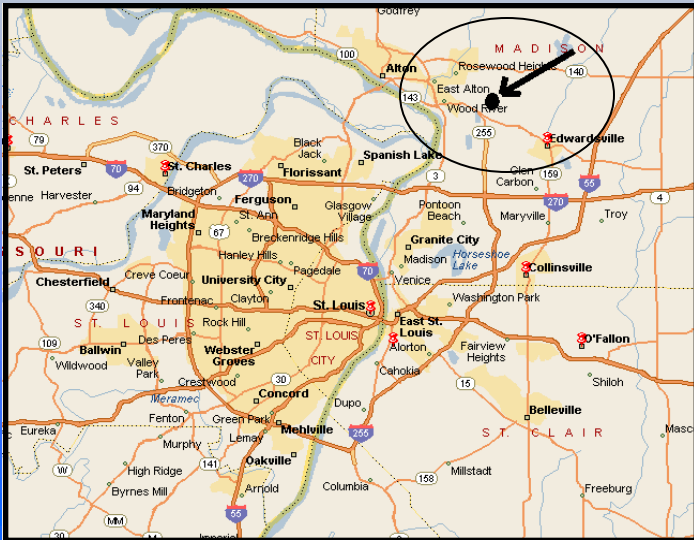 Godfrey
MADISON
100
Alton
Rosewood Heights
140
East Alton
143
Wood River
CHARLES
255
79
370
Black
Jack
Edwardsville
St. Charles
Spanish Lake
St. Peters
70
Florissant
Glen
Carbon
159
270
3
55
94
Bridgeton
Harvester
enne
Ferguson
270
4
St. Ann
Glasgow
Village
Pontoon
Beach
Maryland
Heights
Maryville
Troy
67
Breckenridge Hills
Granite City
SOURI
Hanley Hills
Madison
Horseshoe
Lake
70
Collinsville
Creve Coeur
Pagedale
Chesterfield
University City
Venice
Frontenac
Clayton
Washington Park
340
St. Louis
ST. LOUIS
Rock Hill
East St.
Louis
ST. LOUIS
CITY
109
Des Peres
O'Fallon
Ballwin
Webster
Groves
Alorton
Fairview
Heights
Wildwood
Valley
Park
Cahokia
Crestwood
30
15
Shiloh
Meramec
Concord
Dupo
Fenton
Green Park
Belleville
Eureka
Mehlville
255
ST. CLAIR
Masc
Murphy
Lemay
Oakville
W
High Ridge
141
Millstadt
158
Byrnes Mill
Arnold
Columbia
Freeburg
MM
55
30
M
Imperial